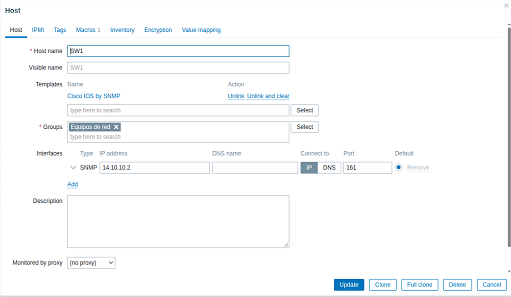 Host
Host IPMI Tags Macros 1 Inventory Encryption Value mapping
* Host name SW1
Visible name SW1
Templates Name Action
Cisco IOS by SNMP Unlink Unlink and clear
type here to search Select
* Groups Equipos de red Select
type here to search
Interfaces Type IP address DNS name Connect to Port Default
SNMP 14.10.10.2 IP DNS 161 Remove
Add
Description
Monitored by proxy (no proxy)
Update Clone Full clone Delete Cancel